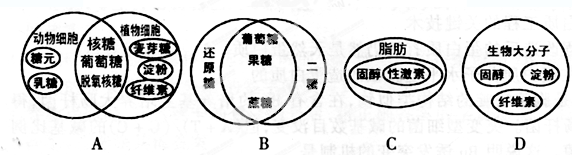 动物细胞
糖元
乳糖
核糖
葡萄糖
脱氧核糖
植物细胞
麦芽糖
淀粉
纤维素
A
还原糖
葡萄糖
果糖
蔗糖
二糖
B
脂肪
固醇
性激素
C
生物大分子
固醇
淀粉
纤维素
D